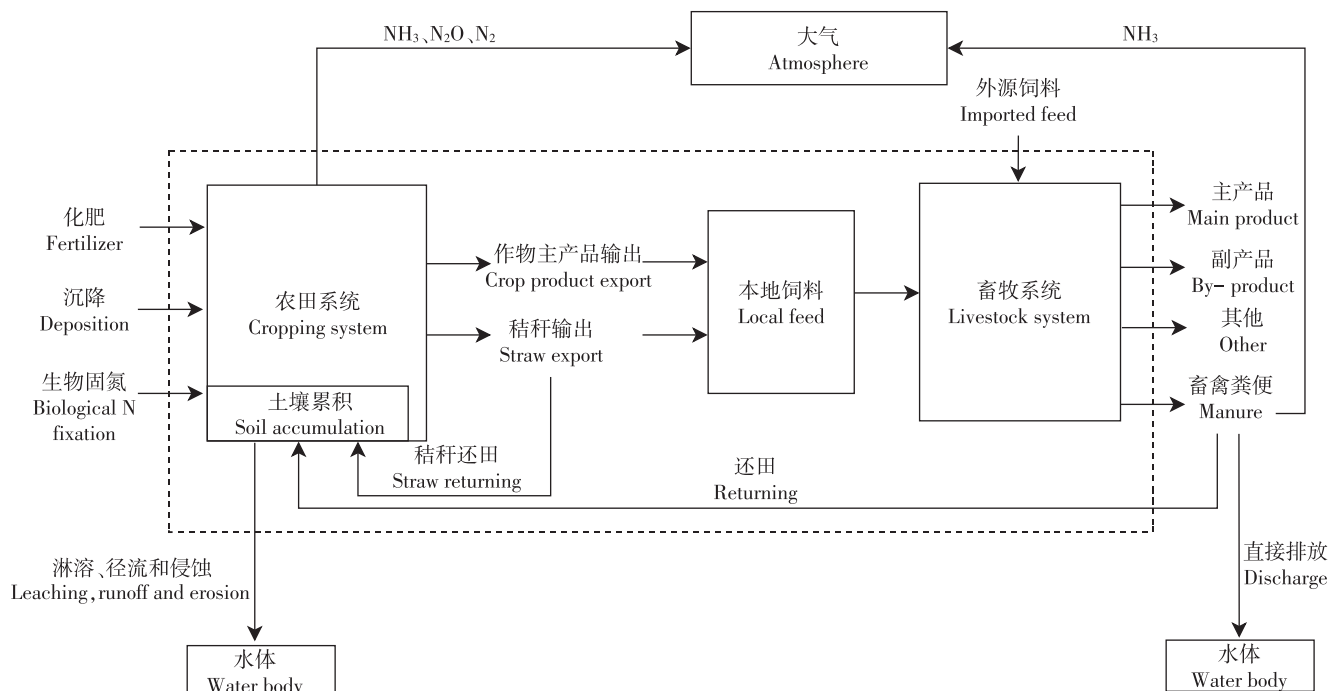 NH₃、N₂O、N₂
大气
Atmosphere
NH₃
外源饲料
Imported feed
化肥
Fertilizer
沉降
Deposition
生物固氮
Biological N
fixation
农田系统
Cropping system
土壤累积
Soil accumulation
作物主产品输出
Crop product export
秸秆输出
Straw export
秸秆还田
Straw returning
本地饲料
Local feed
畜牧系统
Livestock system
主产品
Main product
副产品
By- product
其他
Other
畜禽粪便
Manure
还田
Returning
淋溶、径流和侵蚀
Leaching, runoff and erosion
水体
Water body
直接排放
Discharge
水体
Water body